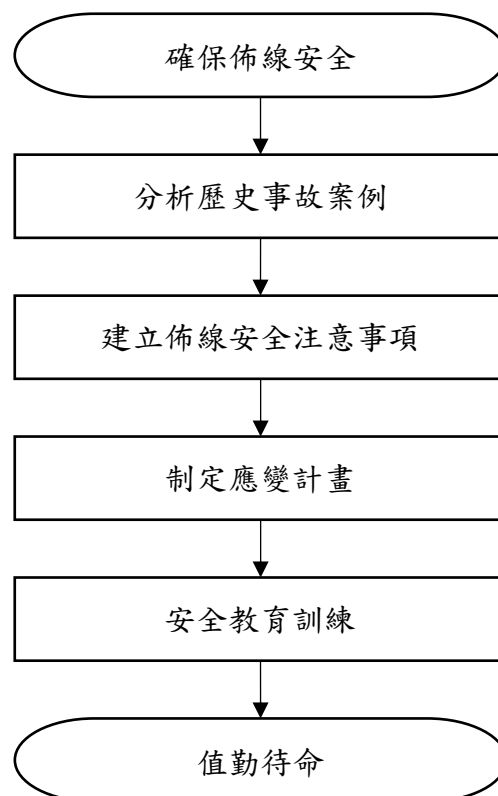 確保佈線安全
分析歷史事故案例
建立佈線安全注意事項
制定應變計畫
安全教育訓練
值勤待命